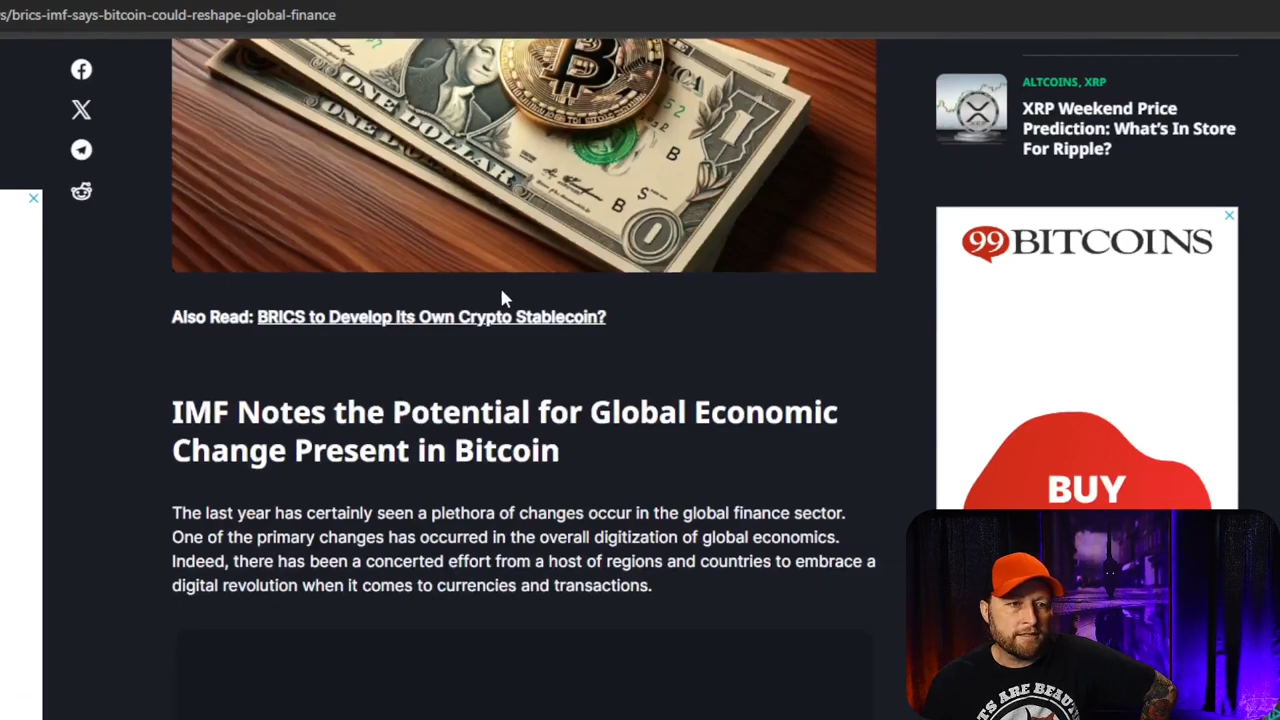 s/brics-imf-says-bitcoin-could-reshape-global-finance
ONE DOLLAR
ONE DOLLAR
B
$
B
1
Also Read: BRICS to Develop Its Own Crypto Stablecoin?
IMF Notes the Potential for Global Economic
Change Present in Bitcoin
The last year has certainly seen a plethora of changes occur in the global finance sector.
One of the primary changes has occurred in the overall digitization of global economics.
Indeed, there has been a concerted effort from a host of regions and countries to embrace a
digital revolution when it comes to currencies and transactions.
ALTCOINS, XRP
XRP Weekend Price
Prediction: What's In Store
For Ripple?
99BITCOINS
BUY
ARE BEAU